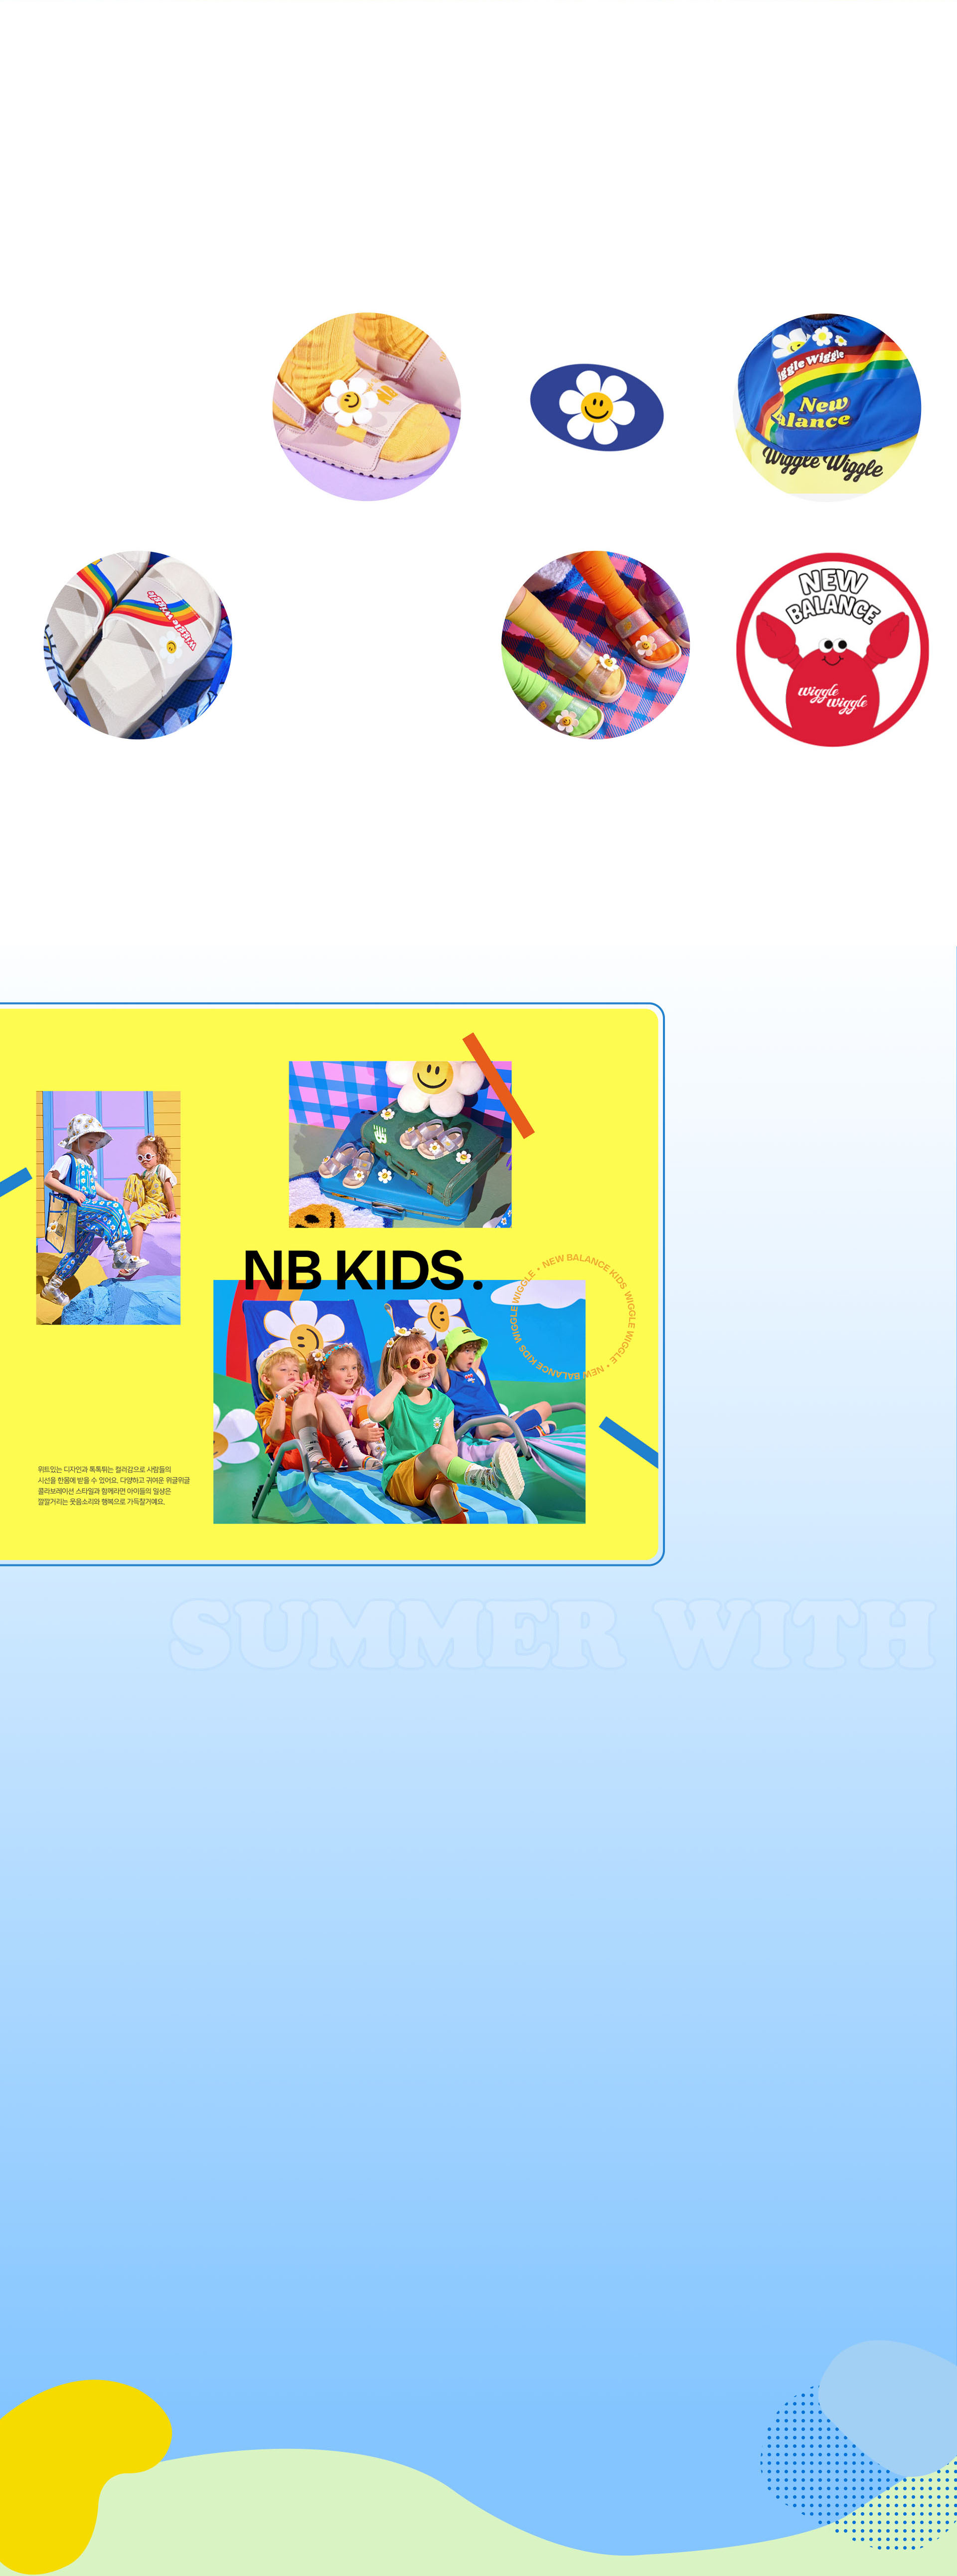 iggle Wiggle
New
alance
Wiggle Wiggle
Wiggle Wiggle
NEW
BALANCE
wiggle
wiggle
NB KIDS.
NEW BALANCE KIDS WIGGLE WIGGLE • NEW BALANCE KIDS WIGGLE WIGGLE •
위트있는 디자인과 톡톡튀는 컬러감으로 사람들의
시선을 한몸에 받을 수 있어요. 다양하고 귀여운 위글위글
콜라보레이션 스타일과 함께라면 아이들의 일상은
깔깔거리는 웃음소리와 행복으로 가득찰거예요.
SUMMER WITH